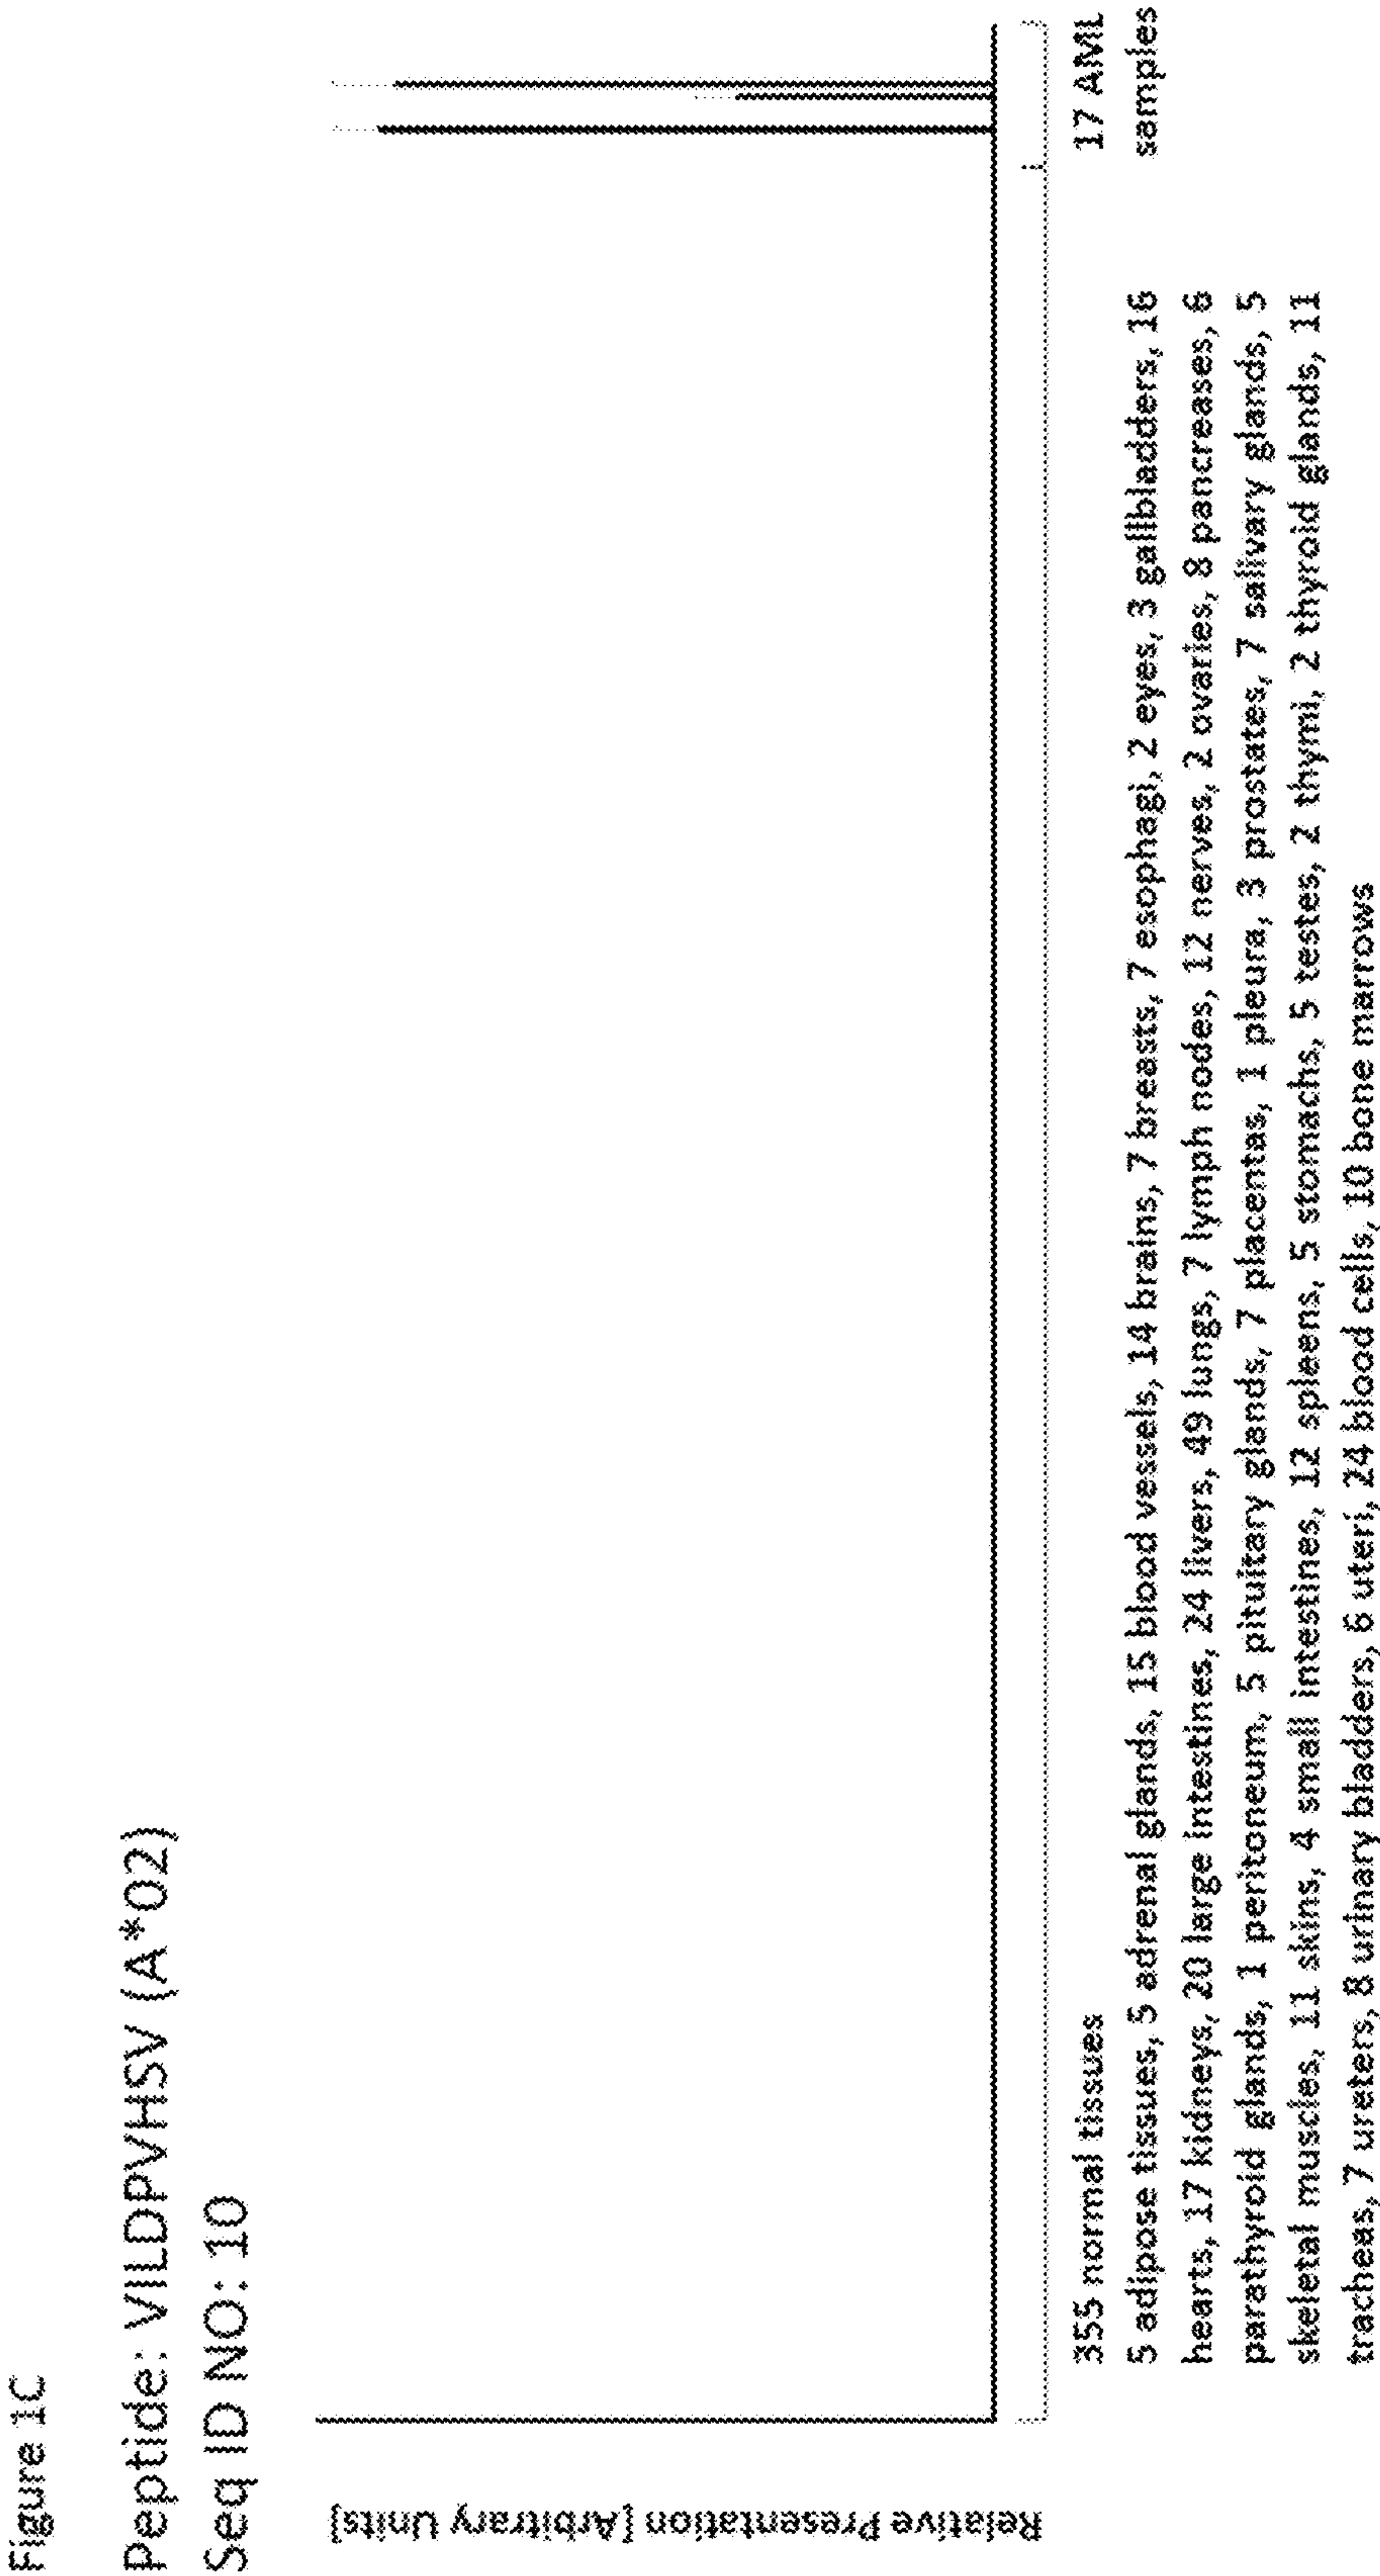 Figure 1C
Peptide: VILDPVHSV (A*02)
Seq ID NO: 10
Relative Presentation [Arbitrary Units]
355 normal tissues
17 AML
samples
5 adipose tissues, 5 adrenal glands, 15 blood vessels, 14 brains, 7 breasts, 7 esophagi, 2 eyes, 3 gallbladders, 16
hearts, 17 kidneys, 20 large intestines, 24 livers, 49 lungs, 7 lymph nodes, 12 nerves, 2 ovaries, 8 pancreases, 6
parathyroid glands, 1 peritoneum, 5 pituitary glands, 7 placentas, 1 pleura, 3 prostates, 7 salivary glands, 5
skeletal muscles, 11 skins, 4 small intestines, 12 spleens, 5 stomachs, 5 testes, 2 thymi, 2 thyroid glands, 11
tracheas, 7 ureters, 8 urinary bladders, 6 uteri, 24 blood cells, 10 bone marrows